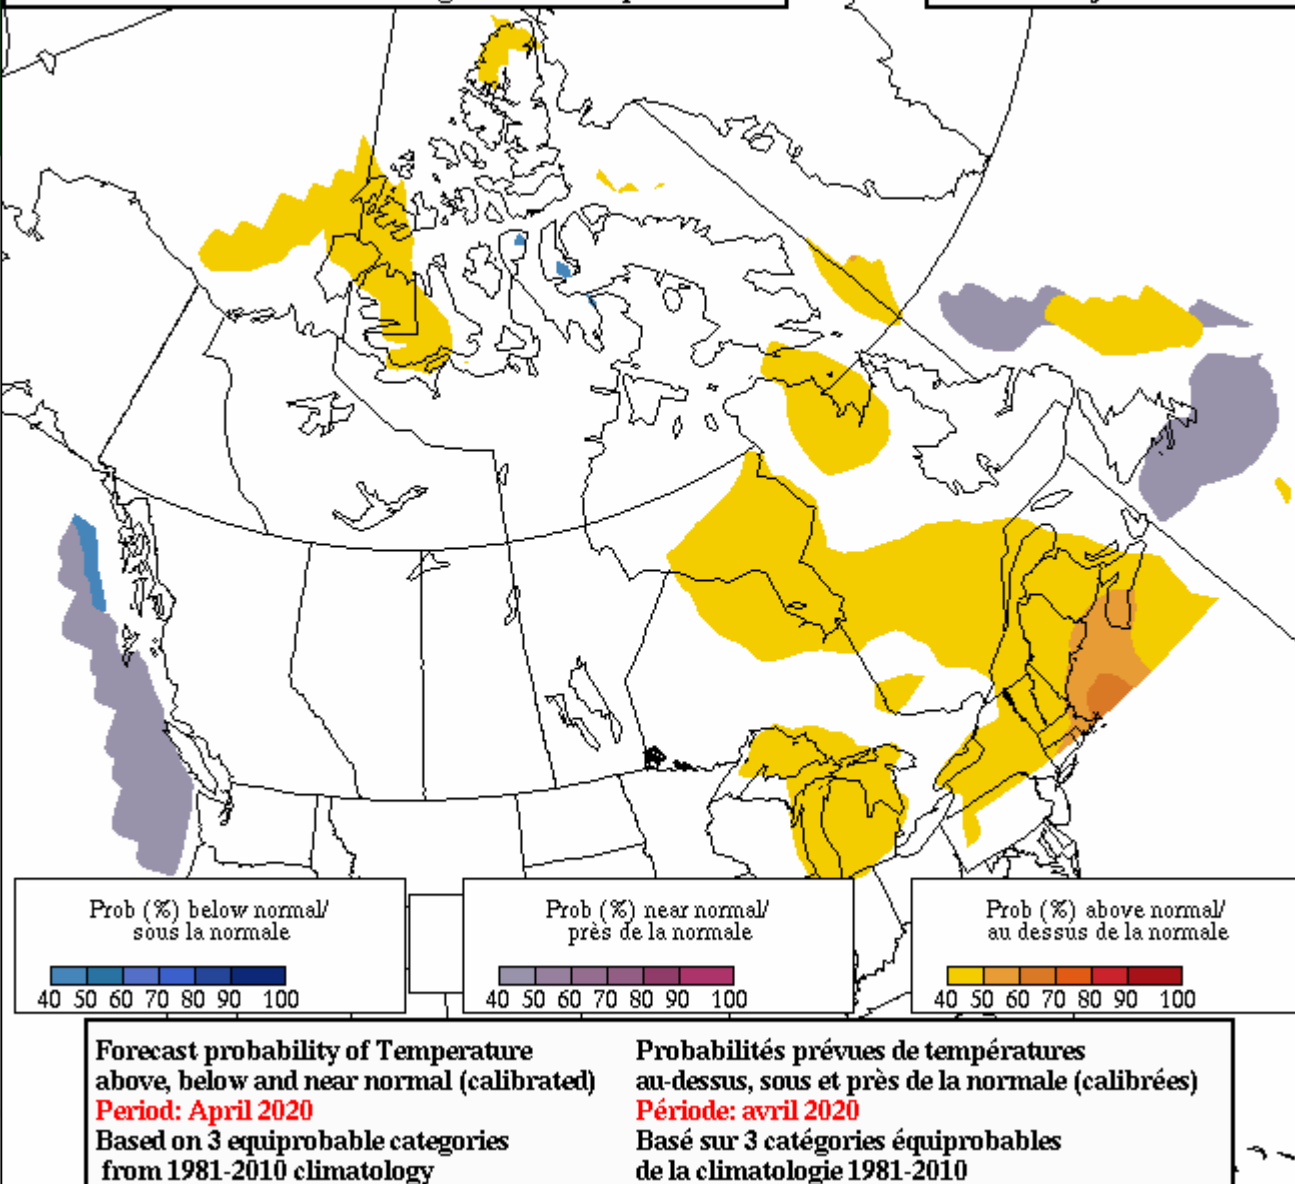 Prob (%) below normal/
sous la normale
40 50 60 70 80 90 100
Prob (%) near normal/
près de la normale
40 50 60 70 80 90 100
Prob (%) above normal/
au dessus de la normale
40 50 60 70 80 90 100
Forecast probability of Temperature
above, below and near normal (calibrated)
Period: April 2020
Based on 3 equiprobable categories
from 1981-2010 climatology
Probabilités prévues de températures
au-dessus, sous et près de la normale (calibrées)
Période: avril 2020
Basé sur 3 catégories équiprobables
de la climatologie 1981-2010